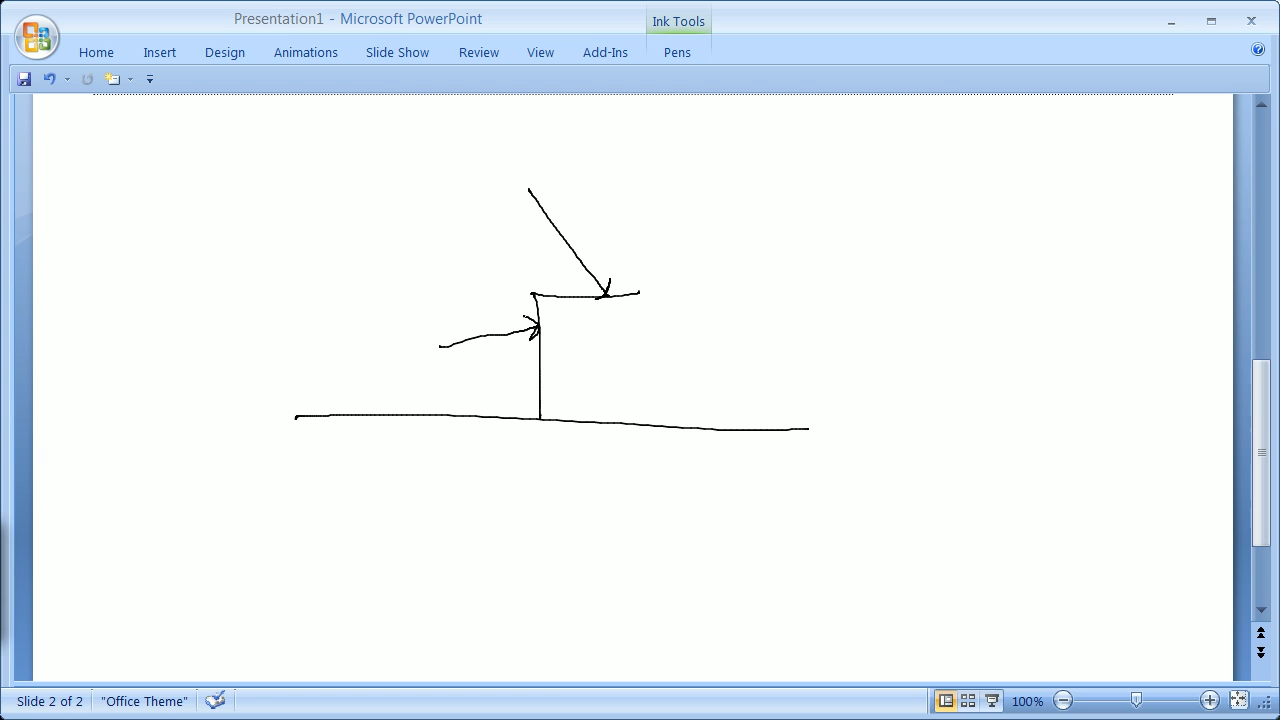 Presentation1 - Microsoft PowerPoint
Ink Tools
Home Insert Design Animations Slide Show Review View Add-Ins Pens
Slide 2 of 2 "Office Theme" 100%